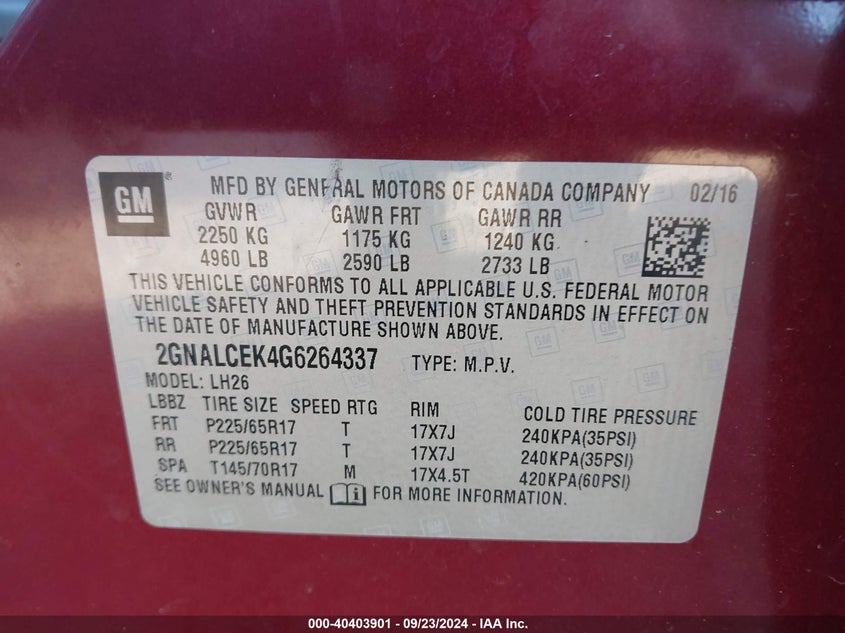 GM
MFD BY GENERAL MOTORS OF CANADA COMPANY 02/16
GVWR GAWR FRT GAWR RR
2250 KG 1175 KG 1240 KG
4960 LB 2590 LB 2733 LB
THIS VEHICLE CONFORMS TO ALL APPLICABLE U.S. FEDERAL MOTOR
VEHICLE SAFETY AND THEFT PREVENTION STANDARDS IN EFFECT ON
THE DATE OF MANUFACTURE SHOWN ABOVE.
2GNALCEK4G6264337 TYPE: M.P.V.
MODEL: LH26
LBBZ TIRE SIZE SPEED RTG RIM COLD TIRE PRESSURE
FRT P225/65R17 T 17X7J 240KPA(35PSI)
RR P225/65R17 T 17X7J 240KPA(35PSI)
SPA T145/70R17 M 17X4.5T 420KPA(60PSI)
SEE OWNER'S MANUAL i FOR MORE INFORMATION.
000-40403901 / 09/23/2024 - IAA Inc.